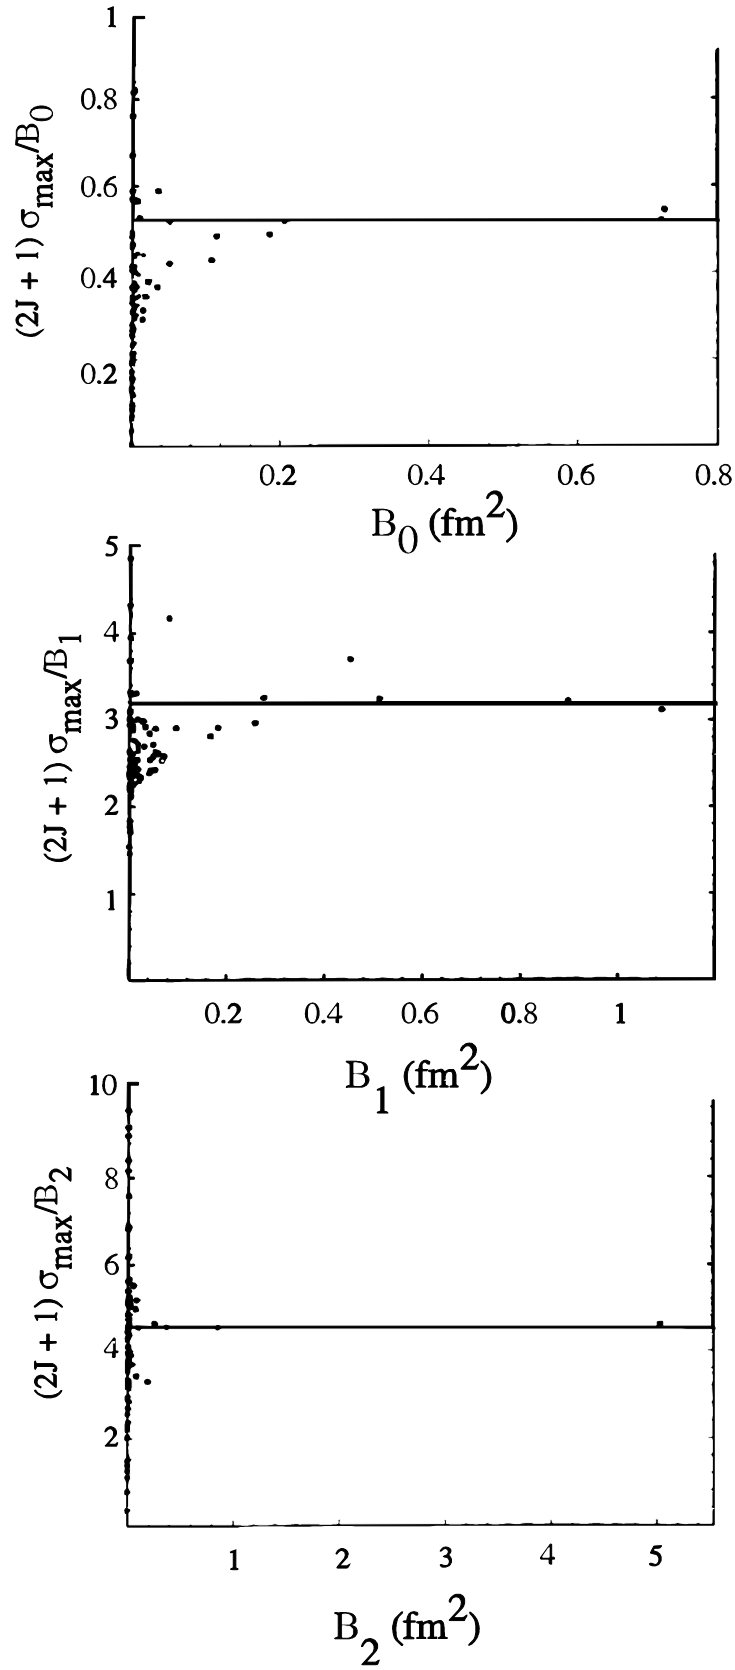 1
0.8
0.6
0.4
0.2
(2J + 1) σmax/B0
0.2 0.4 0.6 0.8
B0 (fm2)
5
4
3
2
1
(2J + 1) σmax/B1
0.2 0.4 0.6 0.8 1
B1 (fm2)
10
8
6
4
2
(2J + 1) σmax/B2
1 2 3 4 5
B2 (fm2)